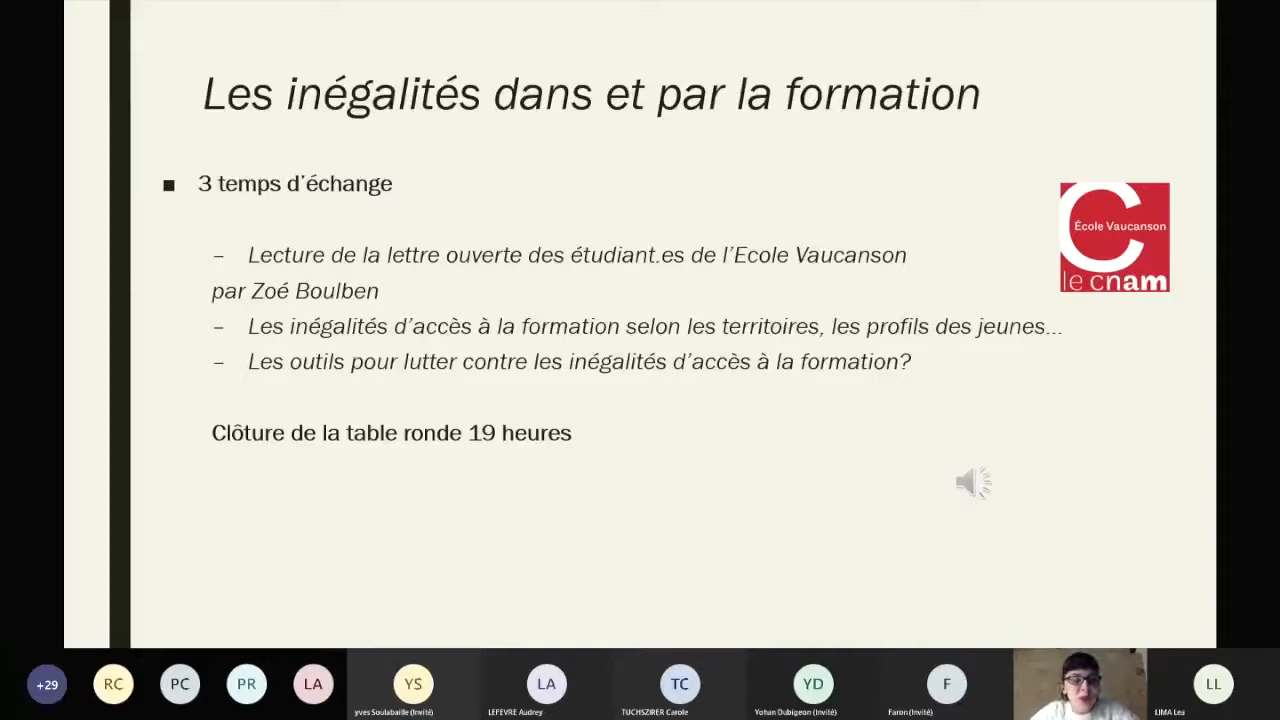 Les inégalités dans et par la formation
3 temps d'échange
– Lecture de la lettre ouverte des étudiant.es de l'Ecole Vaucanson
par Zoé Boulben
– Les inégalités d'accès à la formation selon les territoires, les profils des jeunes...
– Les outils pour lutter contre les inégalités d'accès à la formation?
Clôture de la table ronde 19 heures
École Vaucanson
le cnam
+29
RC
PC
PR
LA
YS
LA
TC
YD
F
LL
yves Soulabaille (Invité)
LEFEVRE Audrey
TUCHSZIRER Carole
Yohan Dubigeon (Invité)
Faron (Invité)
LIMA Lea